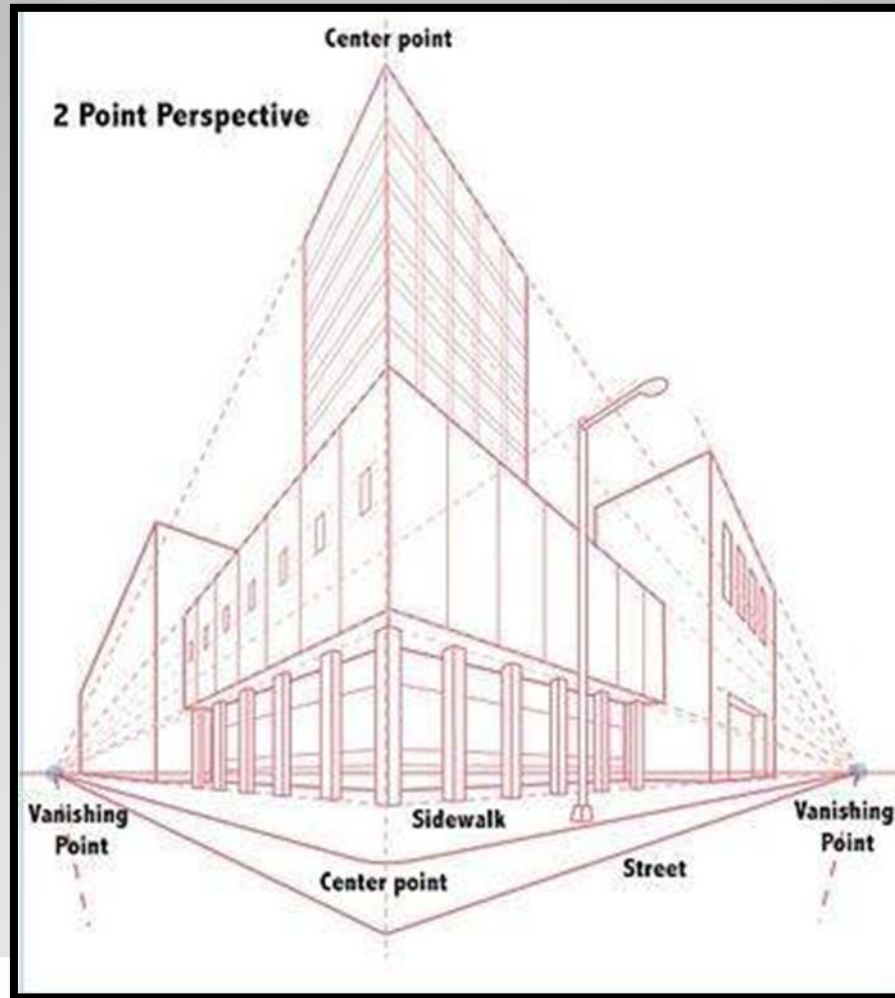 Center point
2 Point Perspective
Vanishing
Point
Sidewalk
Vanishing
Point
Center point
Street